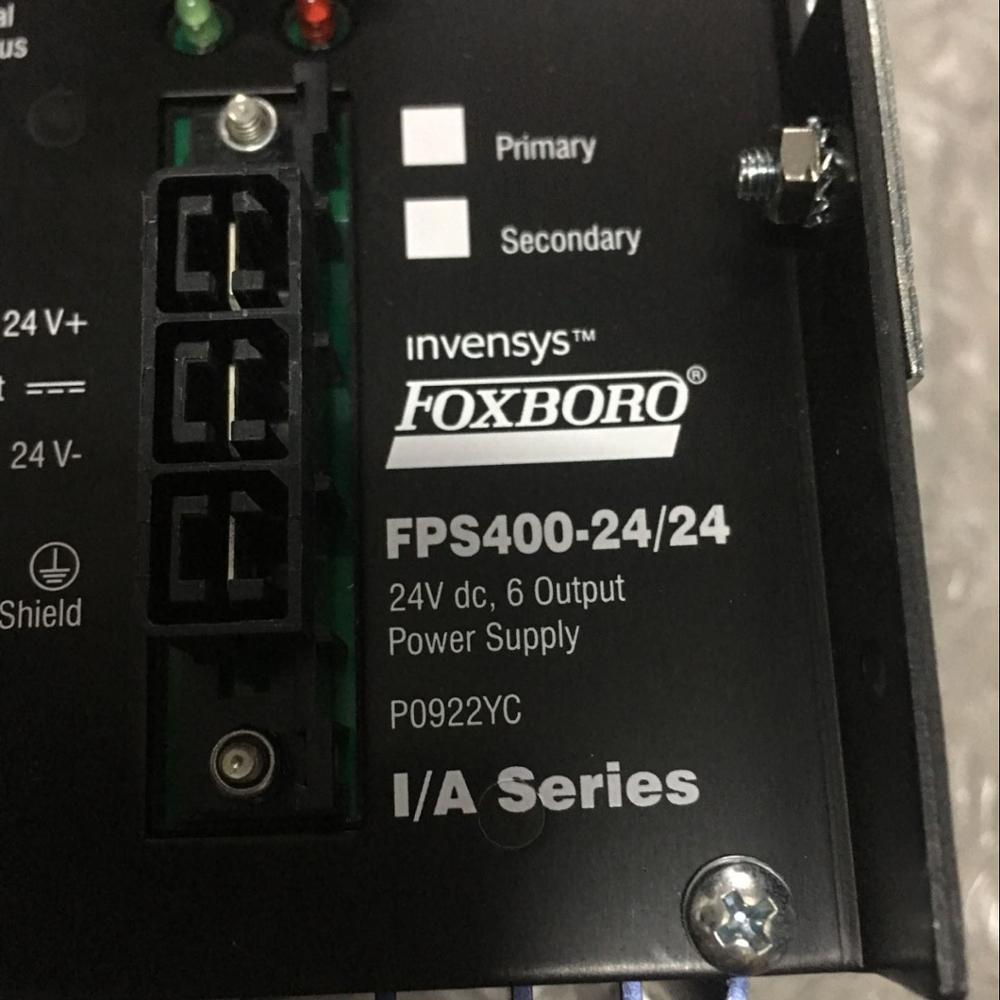 Primary
Secondary
24 V+
24 V-
Shield
invensys™
FOXBORO®
FPS400-24/24
24V dc, 6 Output
Power Supply
P0922YC
I/A Series